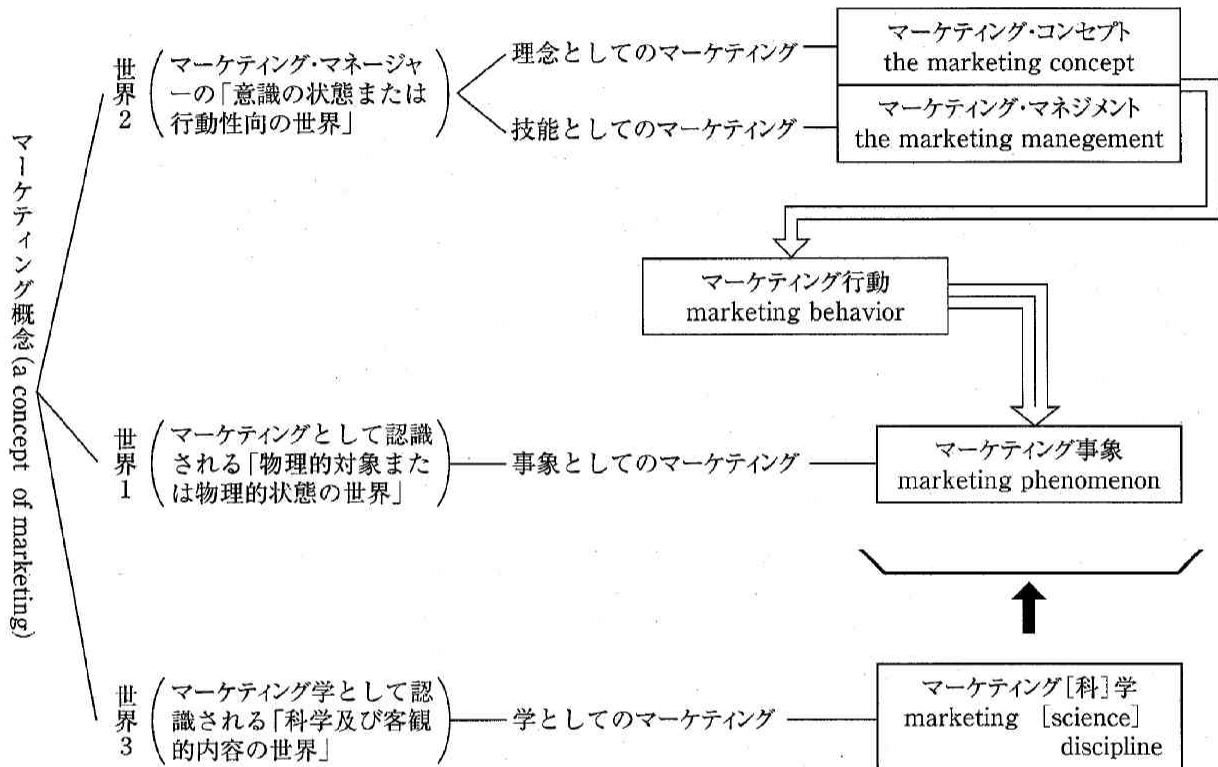 マーケティング概念(a concept of marketing)
世界2
マーケティング・マネージャ
ーの「意識の状態または
行動性向の世界」
理念としてのマーケティング
マーケティング・コンセプト
the marketing concept
技能としてのマーケティング
マーケティング・マネジメント
the marketing manegement
マーケティング行動
marketing behavior
世界1
マーケティングとして認識
される「物理的対象また
は物理的状態の世界」
事象としてのマーケティング
マーケティング事象
marketing phenomenon
世界3
マーケティング学として認
識される「科学及び客観
的内容の世界」
学としてのマーケティング
マーケティング[科]学
marketing [science]
discipline